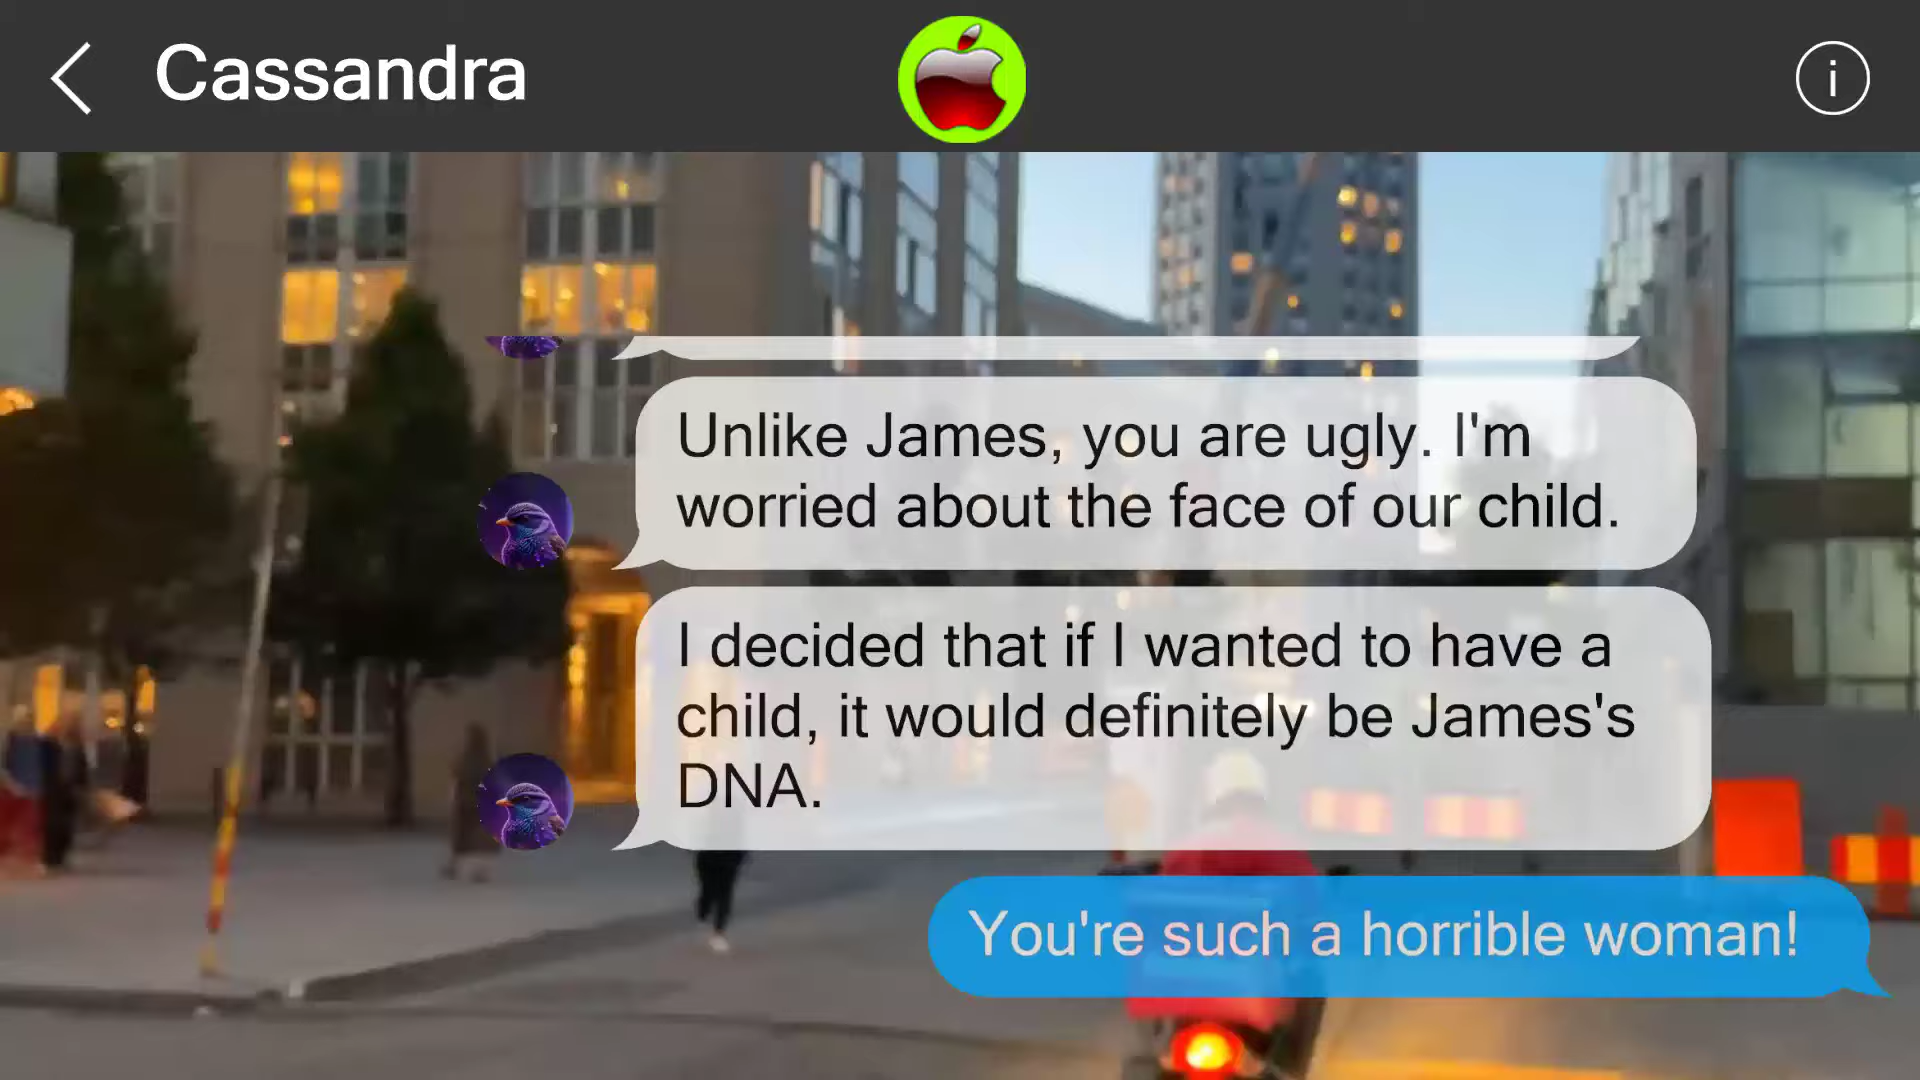 Cassandra
i
Unlike James, you are ugly. I'm
worried about the face of our child.
I decided that if I wanted to have a
child, it would definitely be James's
DNA.
You're such a horrible woman!